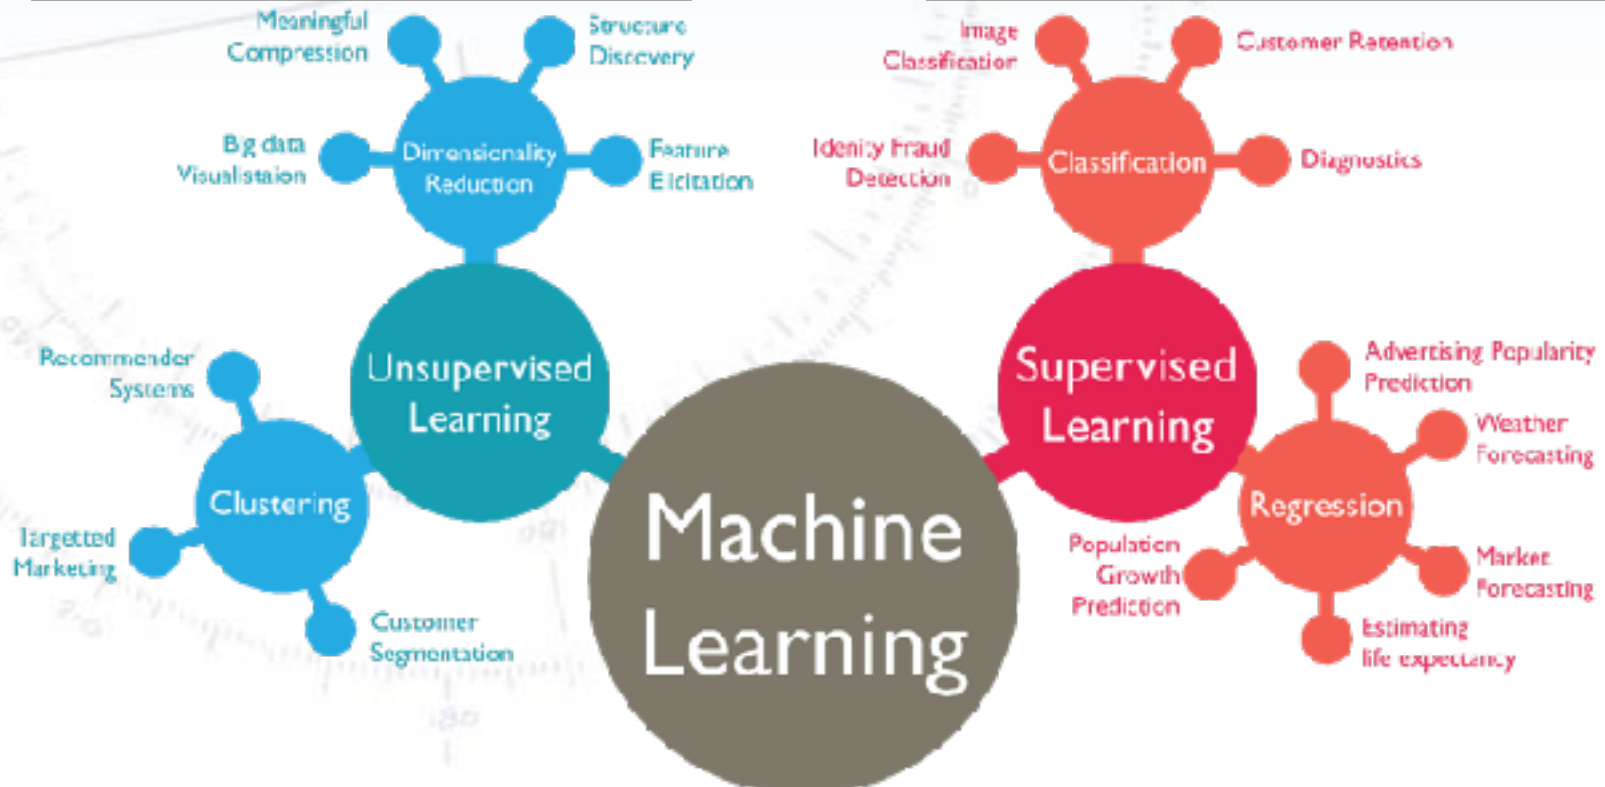 Meaningful
Compression
Structure
Discovery
Big data
Visualistaion
Dimensionality
Reduction
Feature
Elicitation
Image
Classification
Customer Retention
Idenity Fraud
Detection
Classification
Diagnostics
Recommender
Systems
Unsupervised
Learning
Clustering
Targetted
Marketing
Customer
Segmentation
Machine
Learning
Supervised
Learning
Advertising Popularity
Prediction
Weather
Forecasting
Regression
Population
Growth
Prediction
Market
Forecasting
Estimating
life expectancy
180